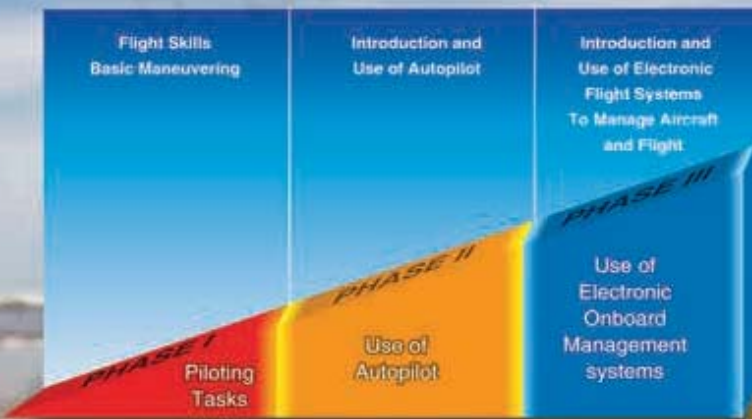 Flight Skills
Basic Maneuvering
Introduction and
Use of Autopilot
Introduction and
Use of Electronic
Flight Systems
To Manage Aircraft
and Flight
PHASE I
Piloting
Tasks
PHASE II
Use of
Autopilot
PHASE III
Use of
Electronic
Onboard
Management
systems